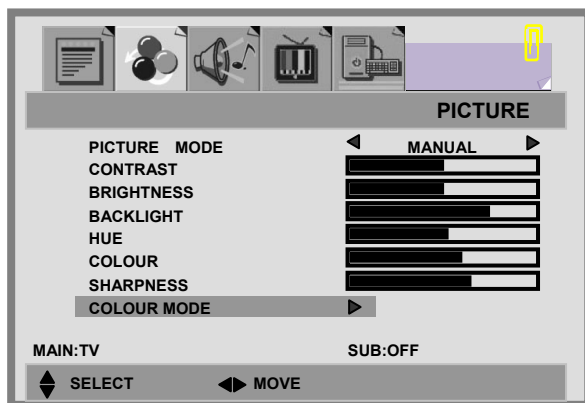 PICTURE
PICTURE MODE MANUAL
CONTRAST
BRIGHTNESS
BACKLIGHT
HUE
COLOUR
SHARPNESS
COLOUR MODE
MAIN:TV SUB:OFF
SELECT MOVE